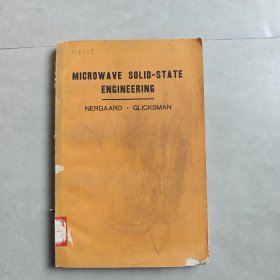 MICROWAVE SOLID-STATE
ENGINEERING
NERGAARD - GLICKSMAN